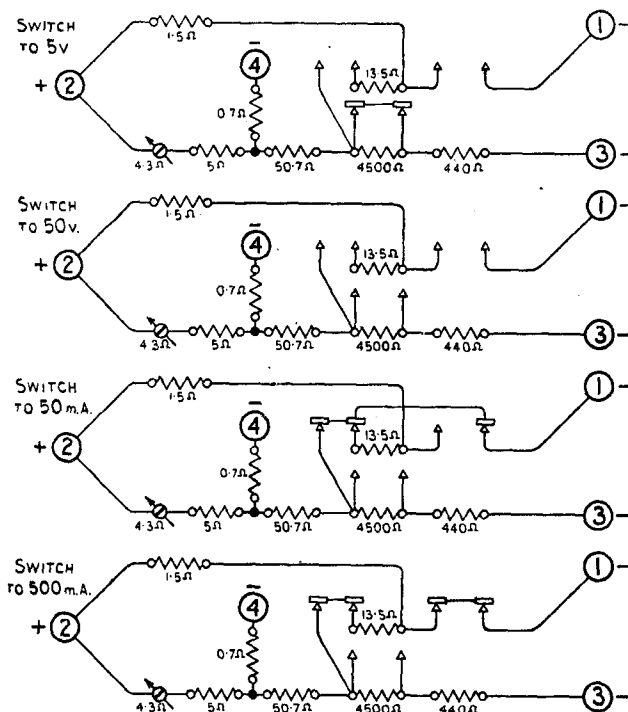 SWITCH
TO 5V
1.5Ω
1 -
-
4
+ 2
0.7Ω
13.5Ω
4.3Ω
5Ω
50.7Ω
4500Ω
440Ω
3 -
SWITCH
TO 50V.
1.5Ω
1 -
-
4
+ 2
0.7Ω
13.5Ω
4.3Ω
5Ω
50.7Ω
4500Ω
440Ω
3 -
SWITCH
TO 50 m.A.
1.5Ω
1 -
-
4
+ 2
0.7Ω
13.5Ω
4.3Ω
5Ω
50.7Ω
4500Ω
440Ω
3 -
SWITCH
TO 500 m.A.
1.5Ω
1 -
-
4
+ 2
0.7Ω
13.5Ω
4.3Ω
5Ω
50.7Ω
4500Ω
440Ω
3 -